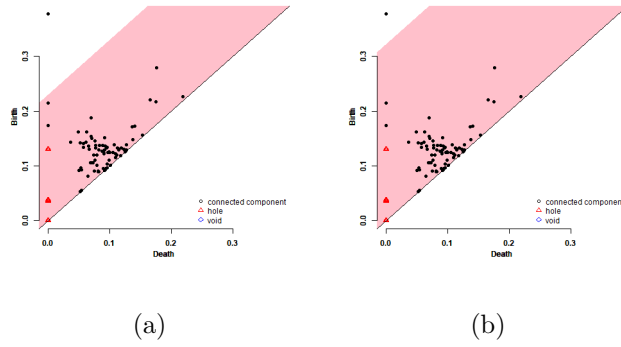 Birth
0.3
0.2
0.1
0.0
connected component
hole
void
0.0 0.1 0.2 0.3
Death
(a)
Birth
0.3
0.2
0.1
0.0
connected component
hole
void
0.0 0.1 0.2 0.3
Death
(b)